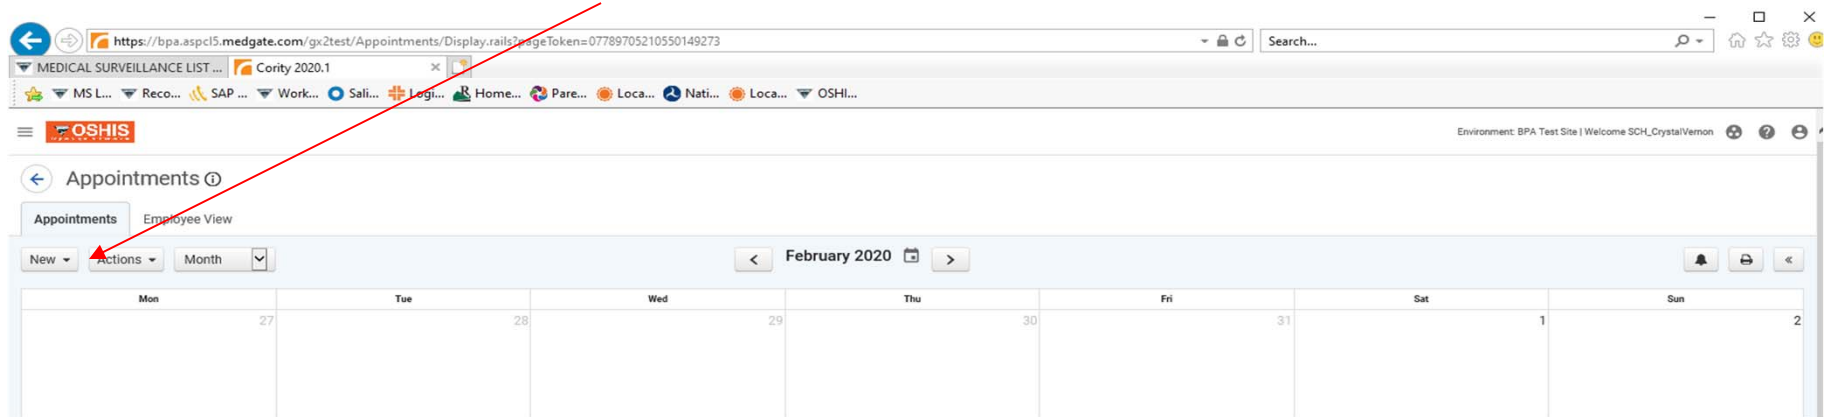 https://bpa.aspcl5.medgate.com/gx2test/Appointments/Display.rails?pageToken=07789705210550149273
Search...
MEDICAL SURVEILLANCE LIST ...
Cority 2020.1
MS L...
Reco...
SAP ...
Work...
Sali...
Logi...
Home...
Pare...
Loca...
Nati...
Loca...
OSHI...
OSHIS
Environment: BPA Test Site | Welcome SCH_CrystalVernon
Appointments
Appointments
Employee View
New
Actions
Month
February 2020
Mon Tue Wed Thu Fri Sat Sun
27 28 29 30 31 1 2